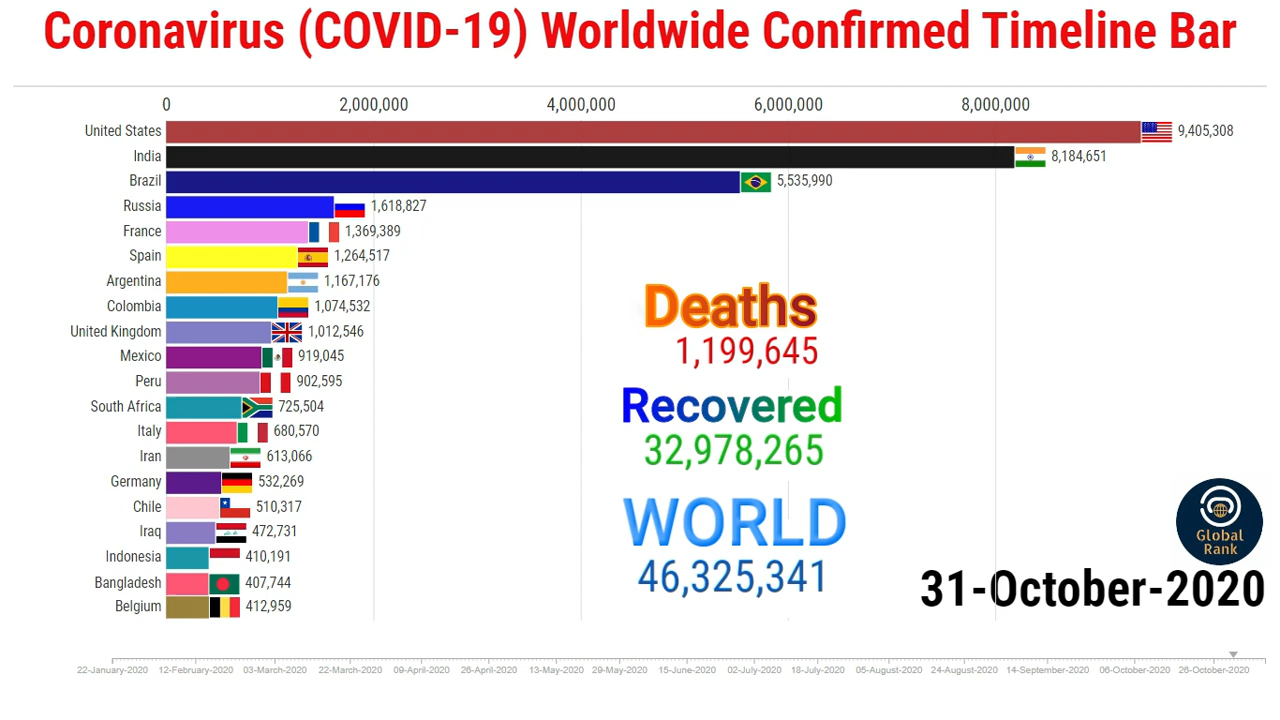 Coronavirus (COVID-19) Worldwide Confirmed Timeline Bar
0 2,000,000 4,000,000 6,000,000 8,000,000
United States 9,405,308
India 8,184,651
Brazil 5,535,990
Russia 1,618,827
France 1,369,389
Spain 1,264,517
Argentina 1,167,176
Colombia 1,074,532
United Kingdom 1,012,546
Mexico 919,045
Peru 902,595
South Africa 725,504
Italy 680,570
Iran 613,066
Germany 532,269
Chile 510,317
Iraq 472,731
Indonesia 410,191
Bangladesh 407,744
Belgium 412,959
Deaths
1,199,645
Recovered
32,978,265
WORLD
46,325,341
Global
Rank
31-October-2020
22-January-2020 12-February-2020 03-March-2020 22-March-2020 09-April-2020 26-April-2020 13-May-2020 29-May-2020 15-June-2020 02-July-2020 18-July-2020 05-August-2020 24-August-2020 14-September-2020 06-October-2020 26-October-2020